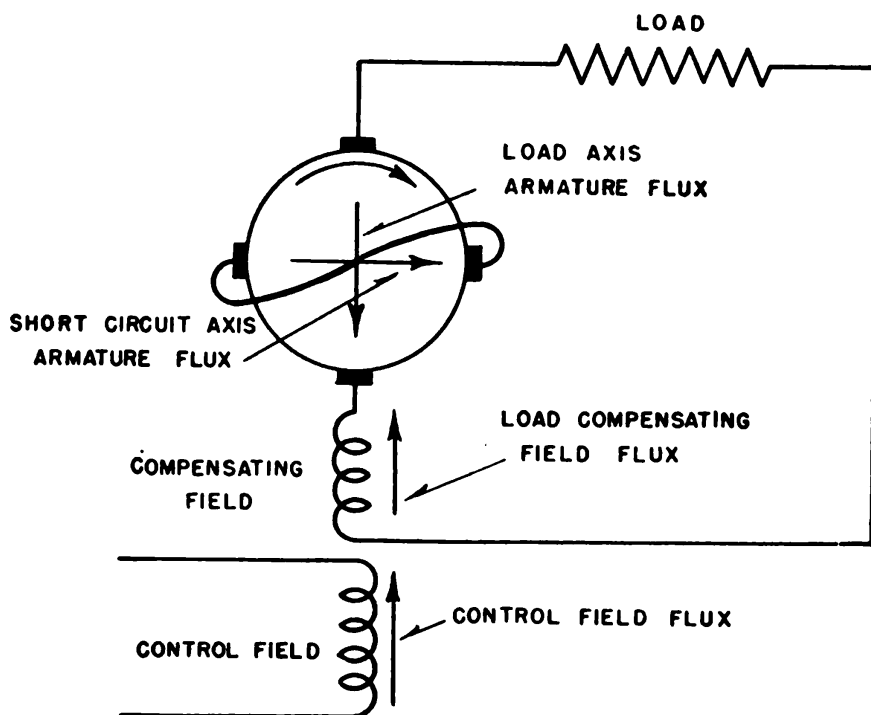 LOAD
LOAD AXIS
ARMATURE FLUX
SHORT CIRCUIT AXIS
ARMATURE FLUX
LOAD COMPENSATING
FIELD FLUX
COMPENSATING
FIELD
CONTROL FIELD FLUX
CONTROL FIELD